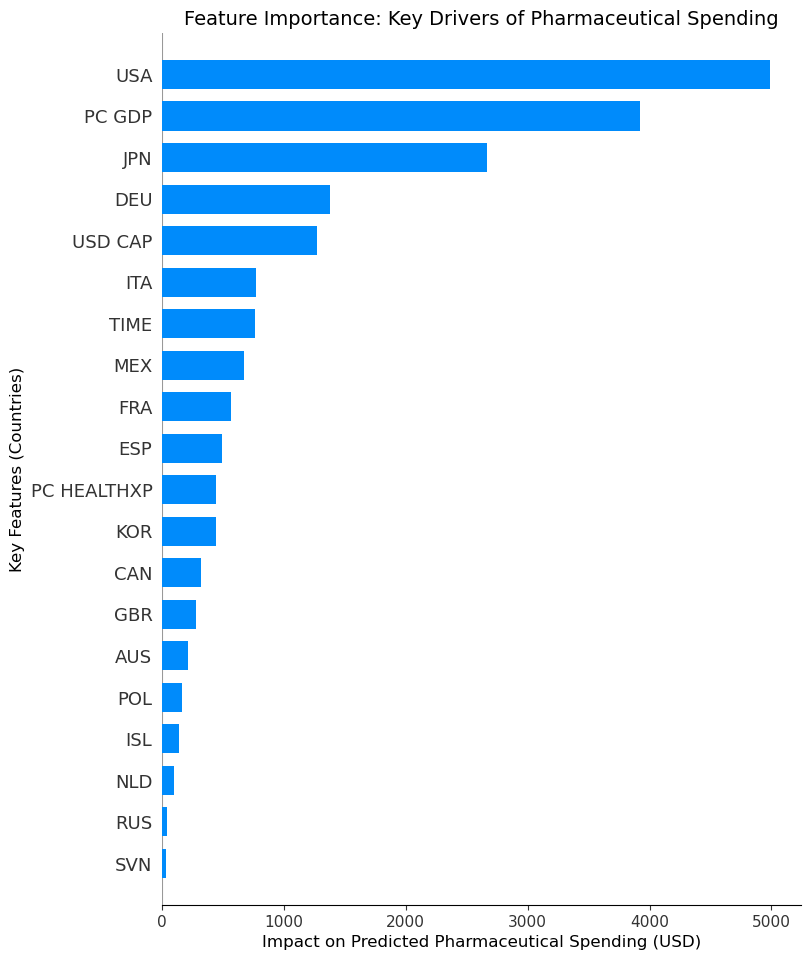 Feature Importance: Key Drivers of Pharmaceutical Spending
USA
PC GDP
JPN
DEU
USD CAP
ITA
TIME
MEX
FRA
ESP
PC HEALTHXP
KOR
CAN
GBR
AUS
POL
ISL
NLD
RUS
SVN
Key Features (Countries)
0 1000 2000 3000 4000 5000
Impact on Predicted Pharmaceutical Spending (USD)